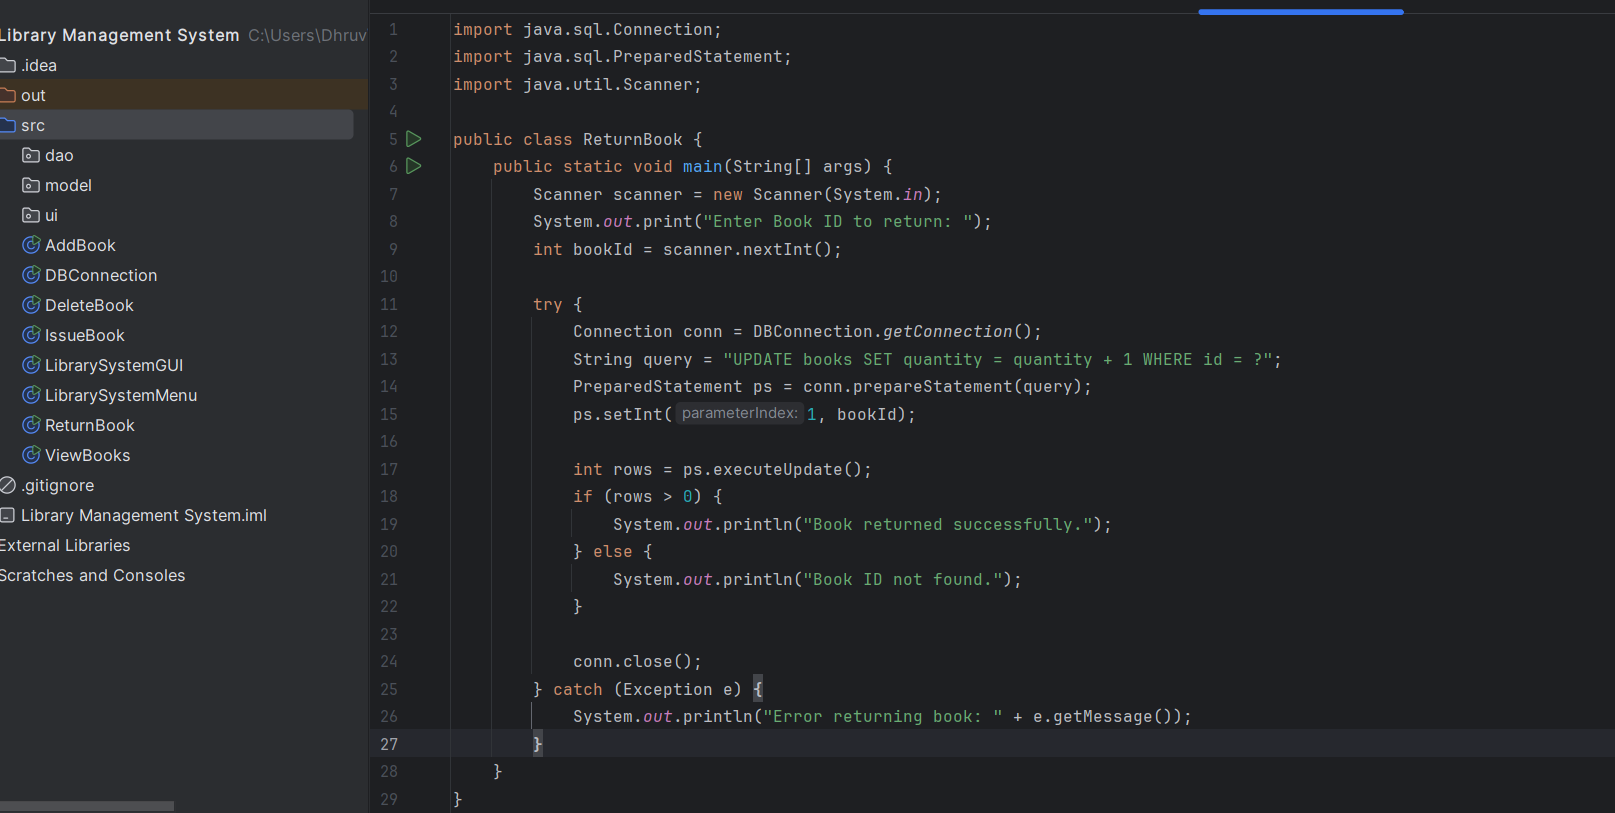 Library Management System C:\Users\Dhruv
.idea
out
src
dao
model
ui
AddBook
DBConnection
DeleteBook
IssueBook
LibrarySystemGUI
LibrarySystemMenu
ReturnBook
ViewBooks
.gitignore
Library Management System.iml
External Libraries
Scratches and Consoles
1 import java.sql.Connection;
2 import java.sql.PreparedStatement;
3 import java.util.Scanner;
4
5 public class ReturnBook {
6     public static void main(String[] args) {
7         Scanner scanner = new Scanner(System.in);
8         System.out.print("Enter Book ID to return: ");
9         int bookId = scanner.nextInt();
10
11         try {
12             Connection conn = DBConnection.getConnection();
13             String query = "UPDATE books SET quantity = quantity + 1 WHERE id = ?";
14             PreparedStatement ps = conn.prepareStatement(query);
15             ps.setInt( parameterIndex: 1, bookId);
16
17             int rows = ps.executeUpdate();
18             if (rows > 0) {
19                 System.out.println("Book returned successfully.");
20             } else {
21                 System.out.println("Book ID not found.");
22             }
23
24             conn.close();
25         } catch (Exception e) {
26             System.out.println("Error returning book: " + e.getMessage());
27         }
28     }
29 }